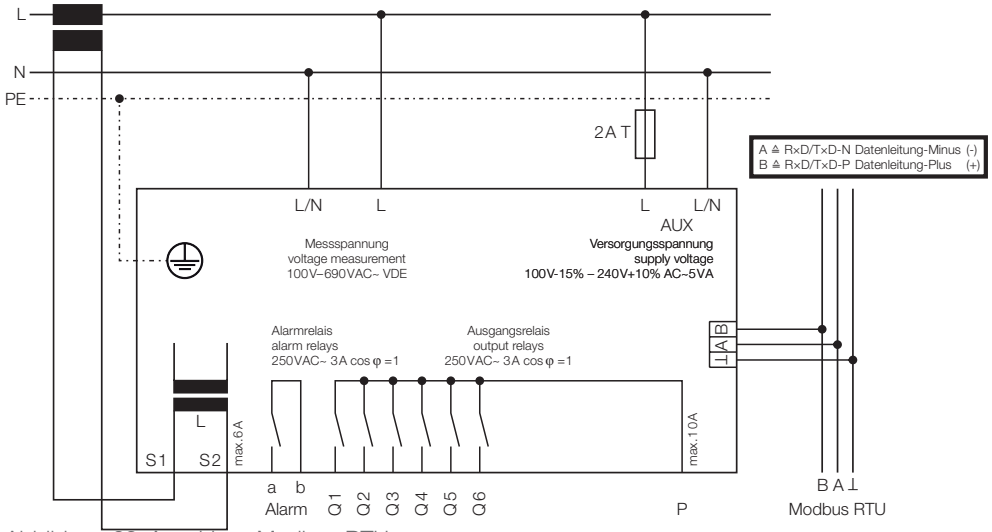 L
N
PE
2A T
A ≙ R×D/T×D-N Datenleitung-Minus (-)
B ≙ R×D/T×D-P Datenleitung-Plus (+)
L/N L L L/N
AUX
Messspannung
voltage measurement
100V–690VAC~ VDE
Versorgungsspannung
supply voltage
100V-15% – 240V+10% AC~5VA
B
A
⊥
Alarmrelais
alarm relays
250VAC~ 3A cos φ =1
Ausgangsrelais
output relays
250VAC~ 3A cos φ =1
L
S1 S2
max.6A
max.10A
a b
Alarm
Q1 Q2 Q3 Q4 Q5 Q6
P
B A ⊥
Modbus RTU